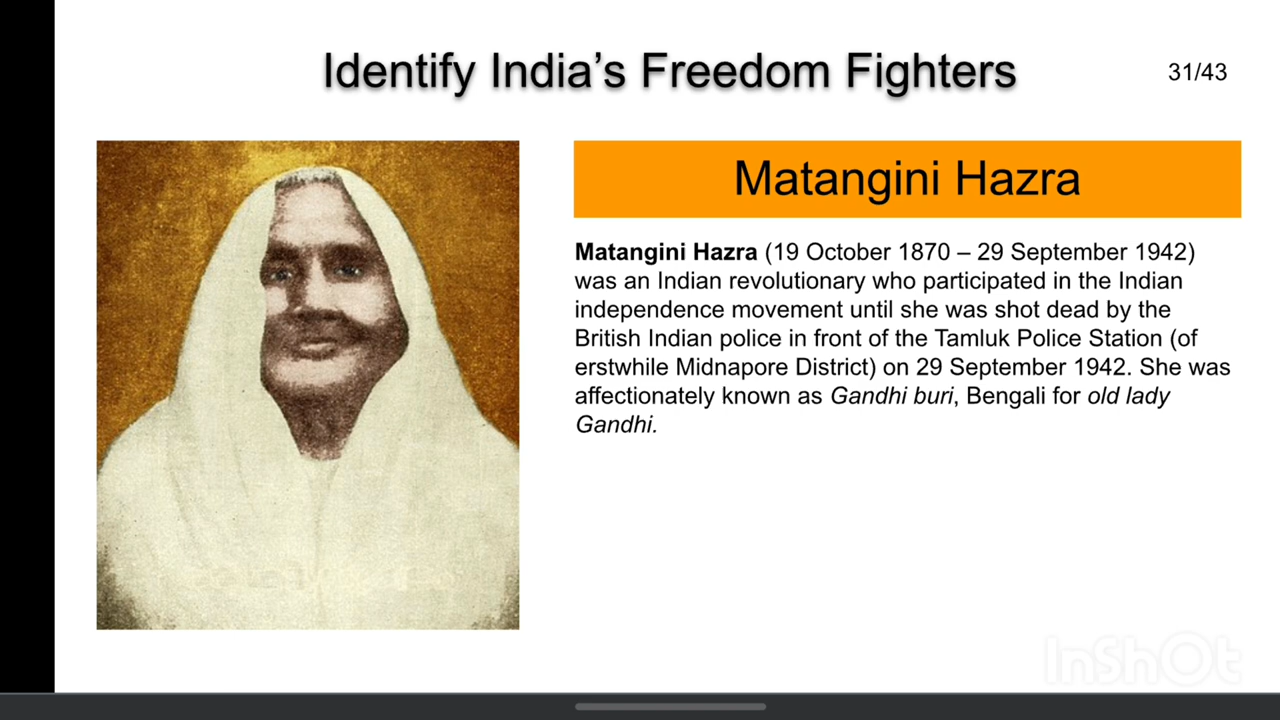 Identify India’s Freedom Fighters
31/43
Matangini Hazra
Matangini Hazra (19 October 1870 – 29 September 1942)
was an Indian revolutionary who participated in the Indian
independence movement until she was shot dead by the
British Indian police in front of the Tamluk Police Station (of
erstwhile Midnapore District) on 29 September 1942. She was
affectionately known as Gandhi buri, Bengali for old lady
Gandhi.
InShOt